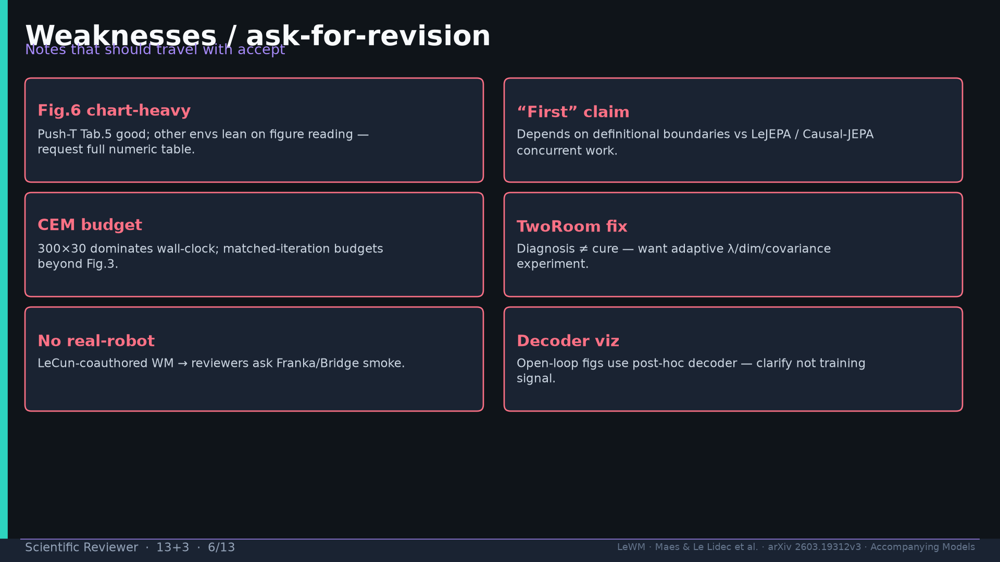 Weaknesses / ask-for-revision
Notes that should travel with accept
Fig.6 chart-heavy
Push-T Tab.5 good; other envs lean on figure reading —
request full numeric table.
“First” claim
Depends on definitional boundaries vs LeJEPA / Causal-JEPA
concurrent work.
CEM budget
300×30 dominates wall-clock; matched-iteration budgets
beyond Fig.3.
TwoRoom fix
Diagnosis ≠ cure — want adaptive λ/dim/covariance
experiment.
No real-robot
LeCun-coauthored WM → reviewers ask Franka/Bridge smoke.
Decoder viz
Open-loop figs use post-hoc decoder — clarify not training
signal.
Scientific Reviewer · 13+3 · 6/13
LeWM · Maes & Le Lidec et al. · arXiv 2603.19312v3 · Accompanying Models